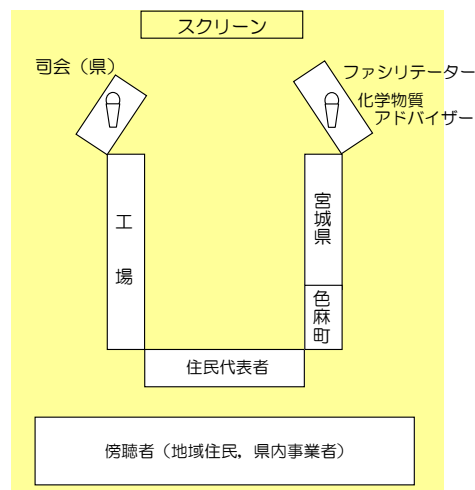 スクリーン
司会（県）
ファシリテーター
化学物質
アドバイザー
工場
宮城県
色麻町
住民代表者
傍聴者（地域住民，県内事業者）